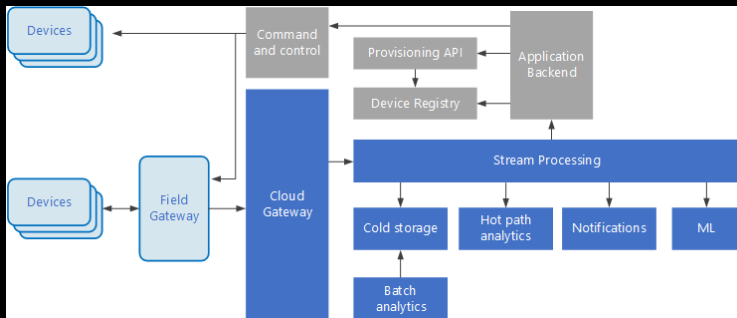 Devices
Command
and control
Provisioning API
Application
Backend
Device Registry
Stream Processing
Devices
Field
Gateway
Cloud
Gateway
Cold storage
Hot path
analytics
Notifications
ML
Batch
analytics